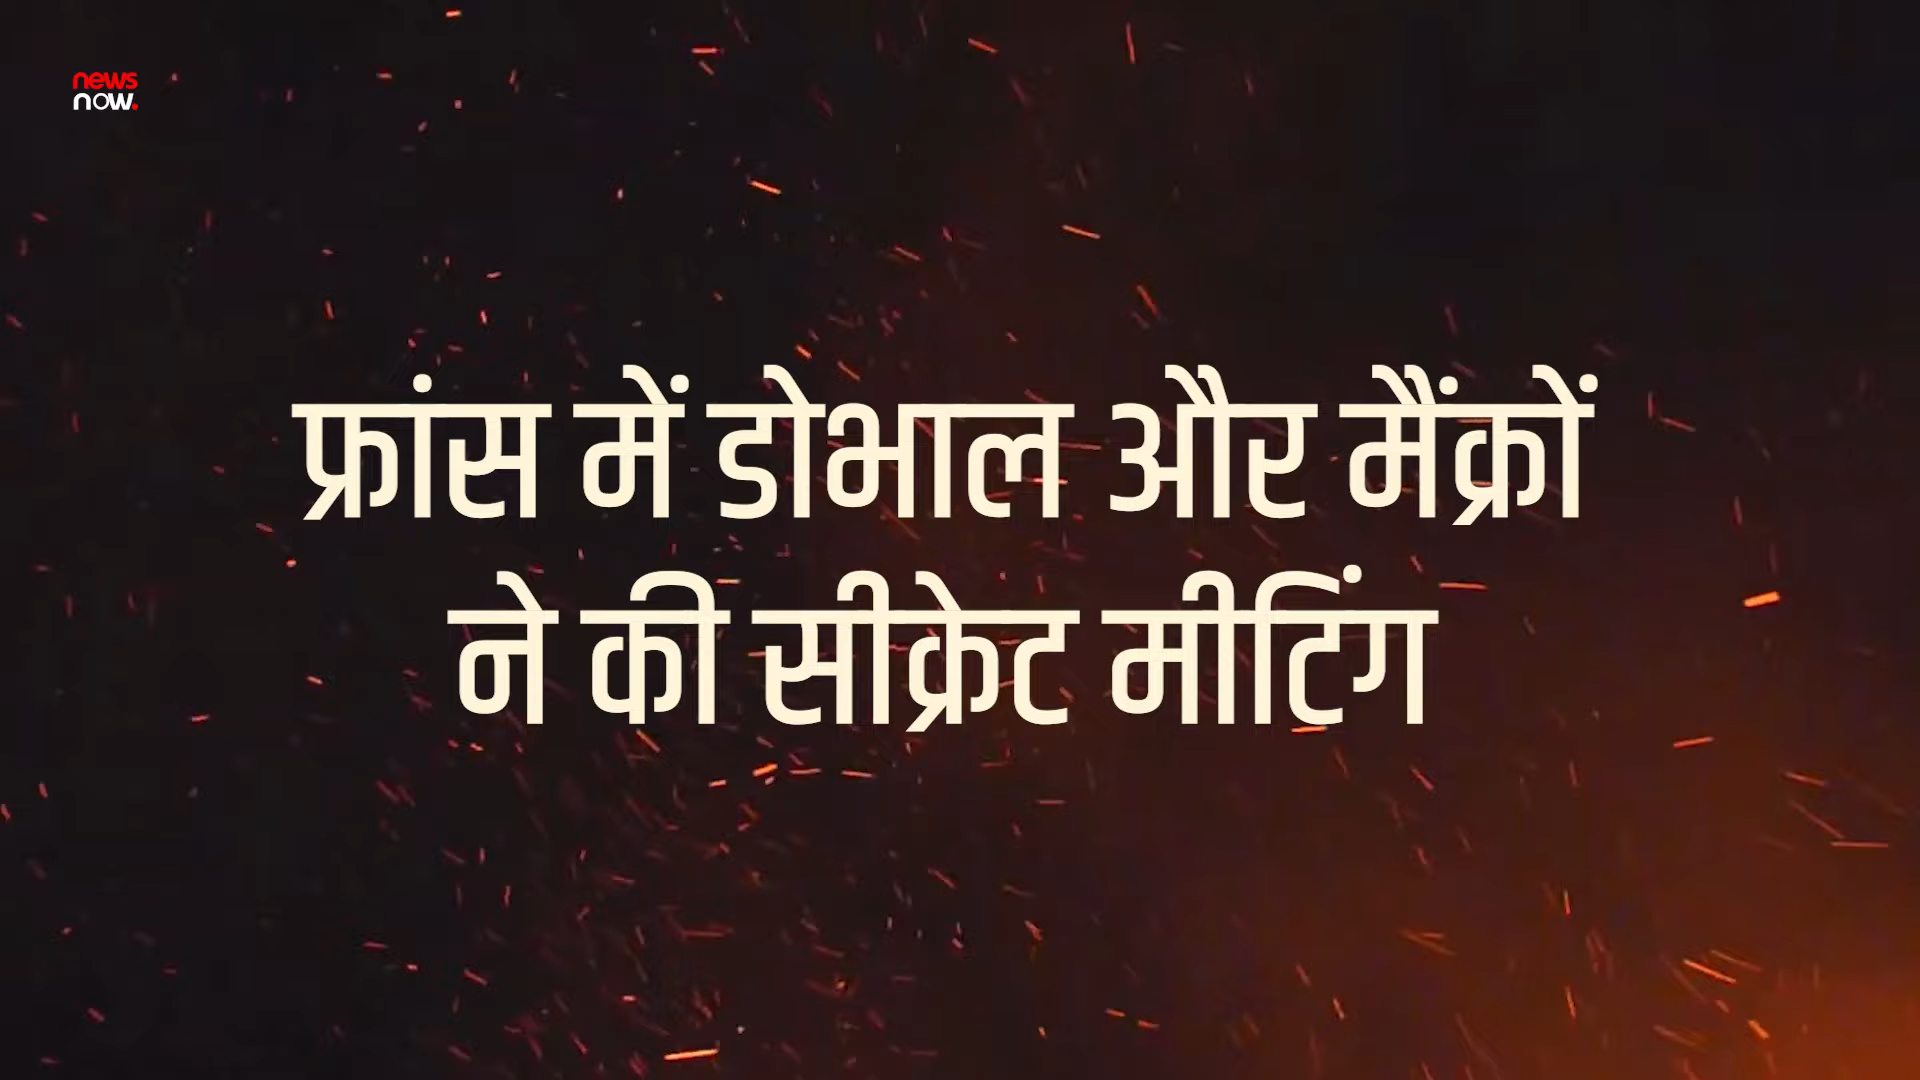 news
now.
फ्रांस में डोभाल और मैंक्रों
ने की सीक्रेट मीटिंग